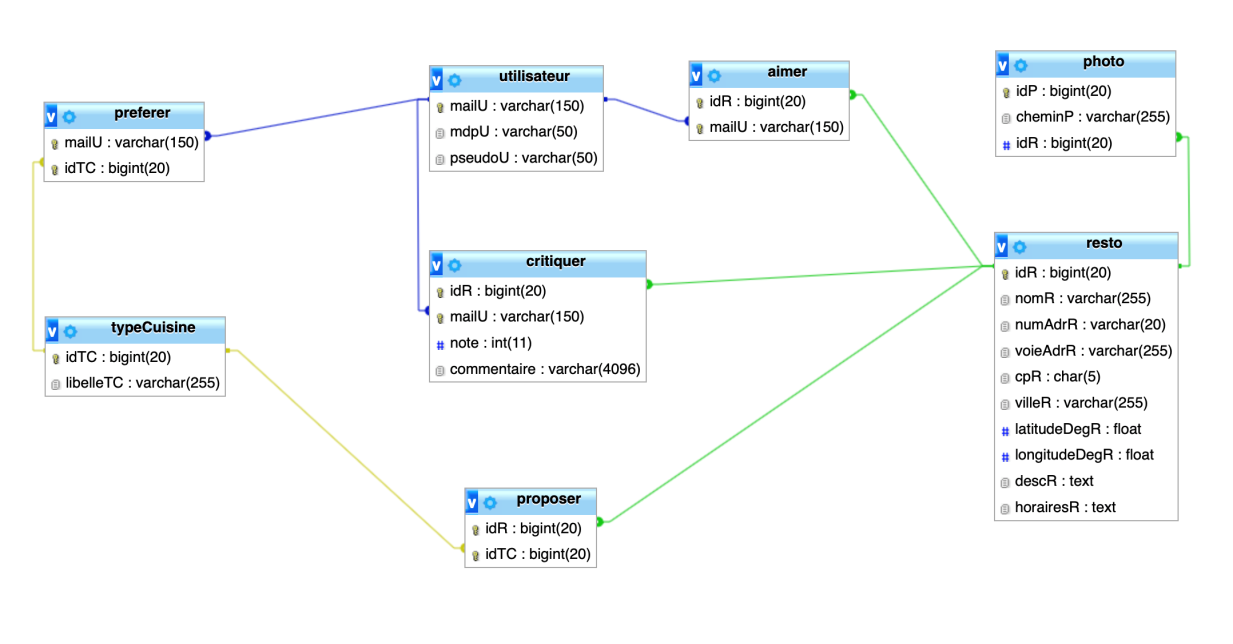 preferer
mailU : varchar(150)
idTC : bigint(20)
utilisateur
mailU : varchar(150)
mdpU : varchar(50)
pseudoU : varchar(50)
aimer
idR : bigint(20)
mailU : varchar(150)
photo
idP : bigint(20)
cheminP : varchar(255)
# idR : bigint(20)
typeCuisine
idTC : bigint(20)
libelleTC : varchar(255)
critiquer
idR : bigint(20)
mailU : varchar(150)
# note : int(11)
commentaire : varchar(4096)
resto
idR : bigint(20)
nomR : varchar(255)
numAdrR : varchar(20)
voieAdrR : varchar(255)
cpR : char(5)
villeR : varchar(255)
# latitudeDegR : float
# longitudeDegR : float
descR : text
horairesR : text
proposer
idR : bigint(20)
idTC : bigint(20)